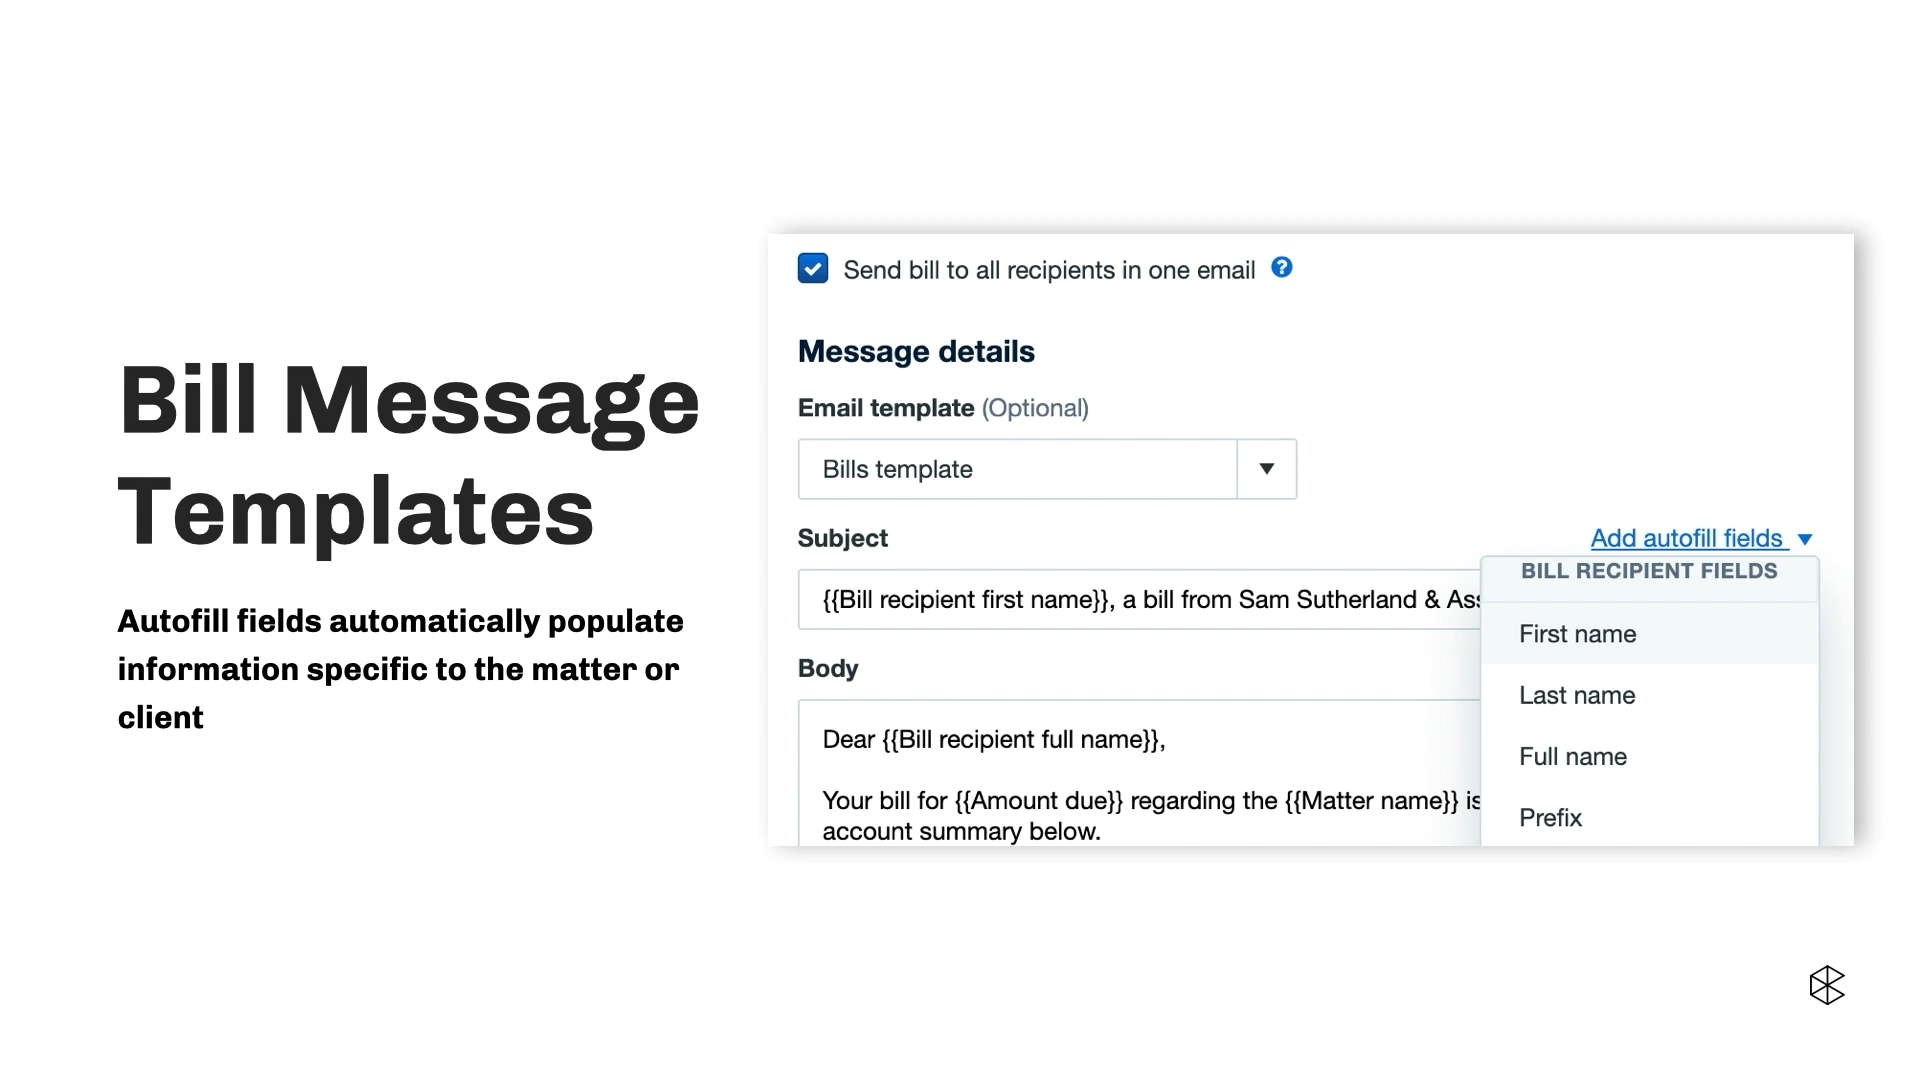 Bill Message
Templates
Autofill fields automatically populate
information specific to the matter or
client
Send bill to all recipients in one email ?
Message details
Email template (Optional)
Bills template
Subject
Add autofill fields
{{Bill recipient first name}}, a bill from Sam Sutherland &
Body
Dear {{Bill recipient full name}},
Your bill for {{Amount due}} regarding the {{Matter name}} is
account summary below.
BILL RECIPIENT FIELDS
First name
Last name
Full name
Prefix